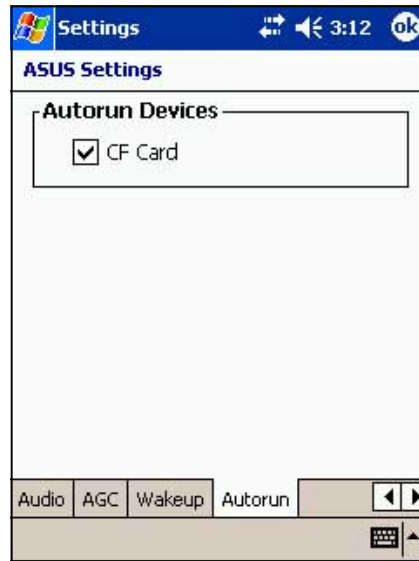 Settings 3:12 ok
ASUS Settings
Autorun Devices
CF Card
Audio AGC Wakeup Autorun